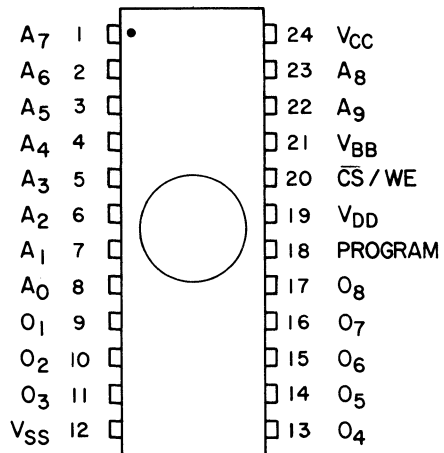 A7 1 24 VCC
A6 2 23 A8
A5 3 22 A9
A4 4 21 VBB
A3 5 20 C̅S̅ / WE
A2 6 19 VDD
A1 7 18 PROGRAM
A0 8 17 O8
O1 9 16 O7
O2 10 15 O6
O3 11 14 O5
VSS 12 13 O4